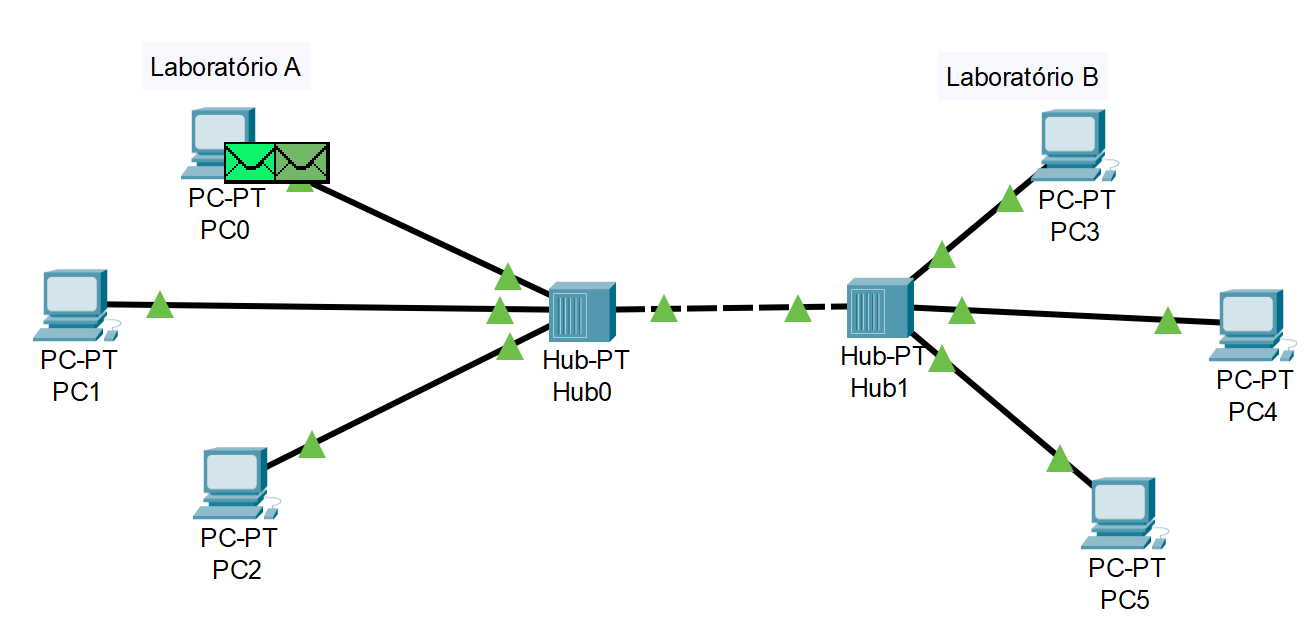 Laboratório A
Laboratório B
PC-PT
PC0
PC-PT
PC3
PC-PT
PC1
Hub-PT
Hub0
Hub-PT
Hub1
PC-PT
PC4
PC-PT
PC2
PC-PT
PC5